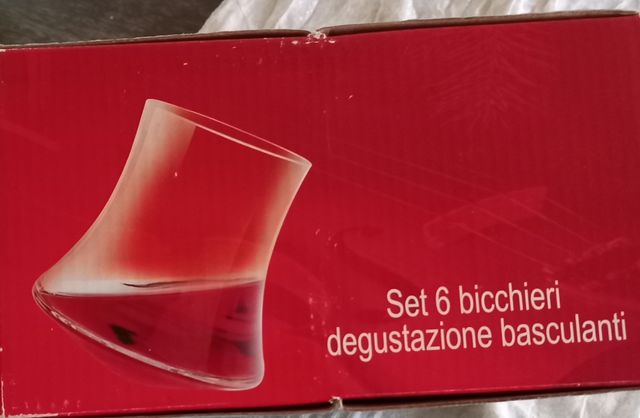 Set 6 bicchieri
degustazione basculanti